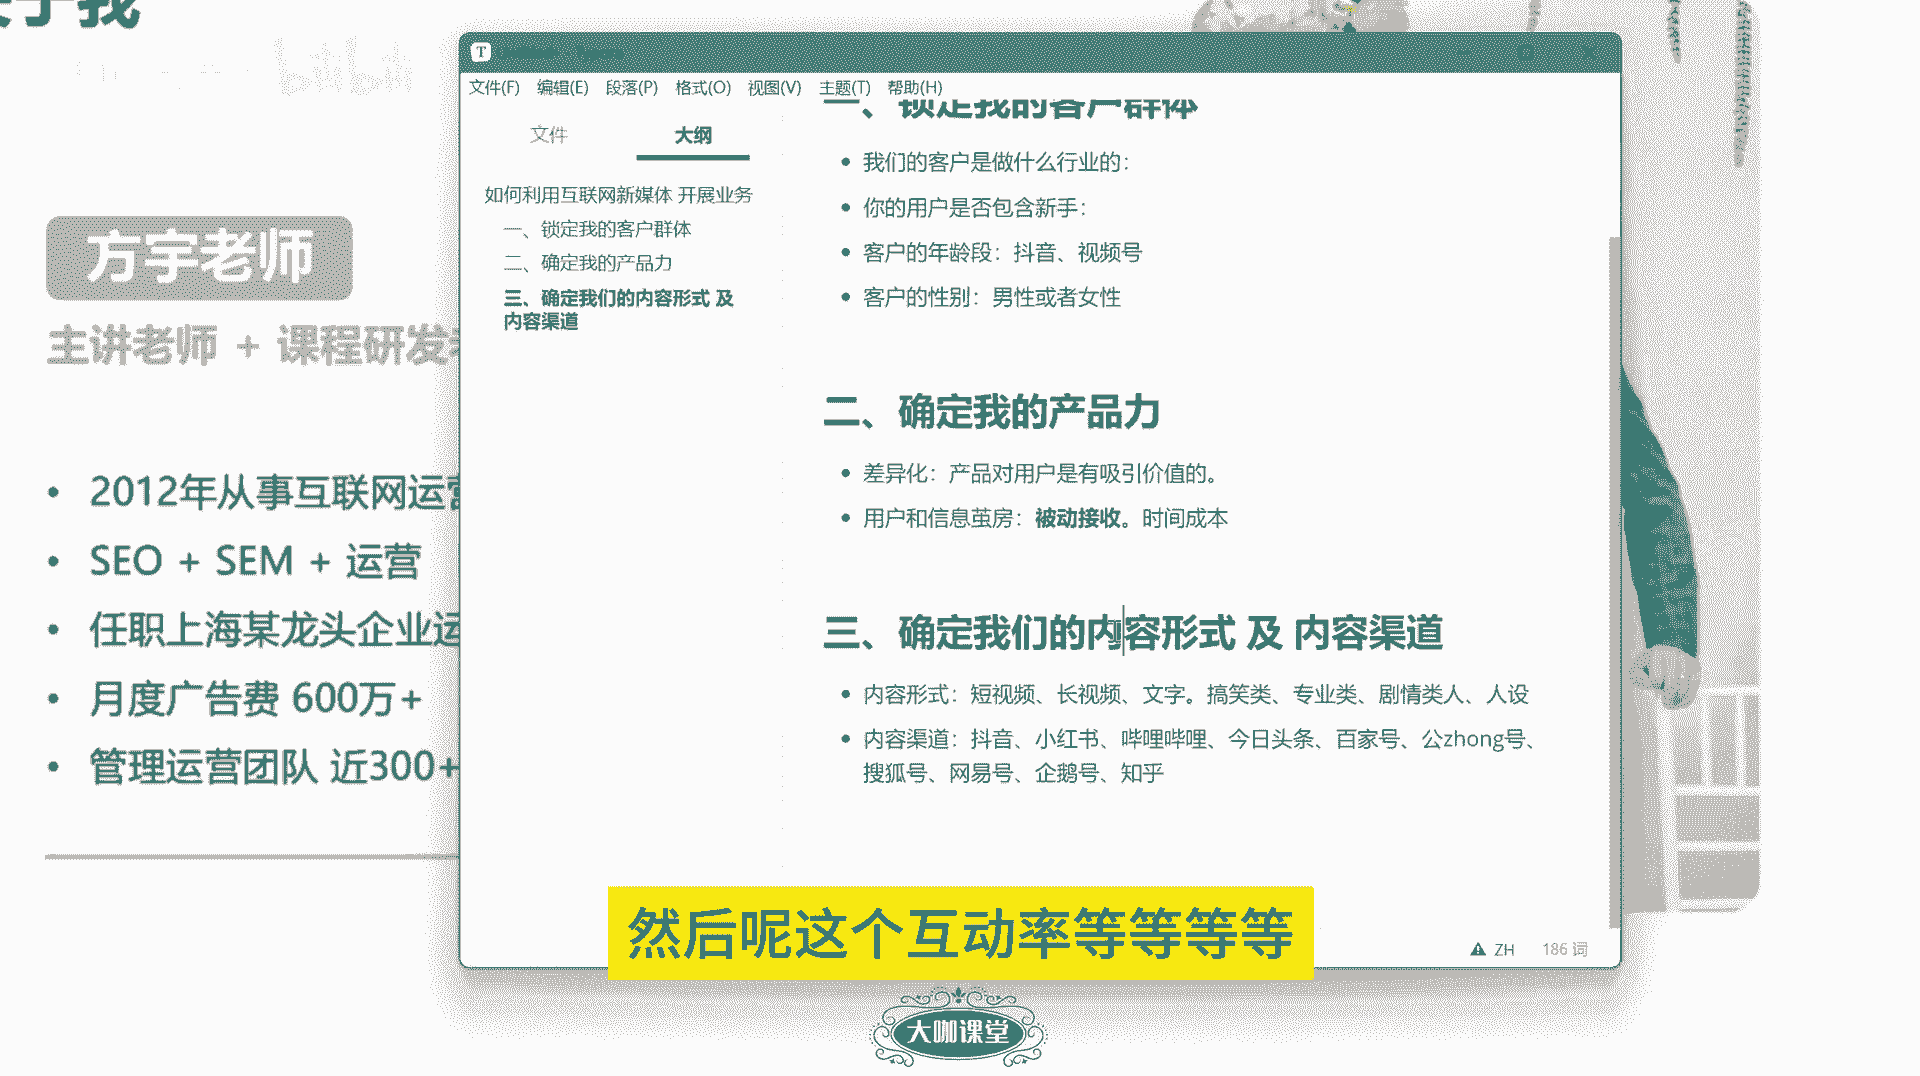 bilibili
方宇老师
主讲老师 + 课程研发
2012年从事互联网运营
SEO + SEM + 运营
任职上海某龙头企业运
月度广告费 600万+
管理运营团队 近300+
T
文件(F) 编辑(E) 段落(P) 格式(O) 视图(V) 主题(T) 帮助(H)
文件 大纲
如何利用互联网新媒体 开展业务
一、锁定我的客户群体
二、确定我的产品力
三、确定我们的内容形式 及
内容渠道
一、锁定我的客户群体
我们的客户是做什么行业的：
你的用户是否包含新手：
客户的年龄段：抖音、视频号
客户的性别：男性或者女性
二、确定我的产品力
差异化：产品对用户是有吸引价值的。
用户和信息茧房：被动接收。时间成本
三、确定我们的内容形式 及 内容渠道
内容形式：短视频、长视频、文字。搞笑类、专业类、剧情类人、人设
内容渠道：抖音、小红书、哔哩哔哩、今日头条、百家号、公zhong号、
搜狐号、网易号、企鹅号、知乎
ZH 186 词
然后呢这个互动率等等等等
大咖课堂